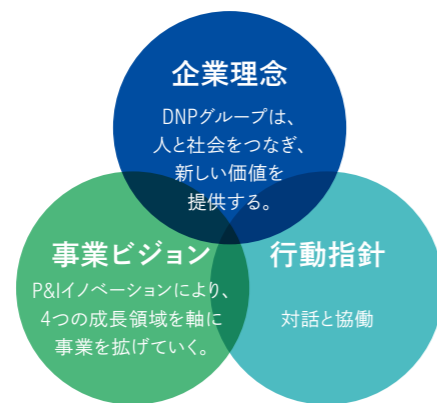 企業理念
DNPグループは、
人と社会をつなぎ、
新しい価値を
提供する。
事業ビジョン
P&Iイノベーションにより、
4つの成長領域を軸に
事業を拡げていく。
行動指針
対話と協働